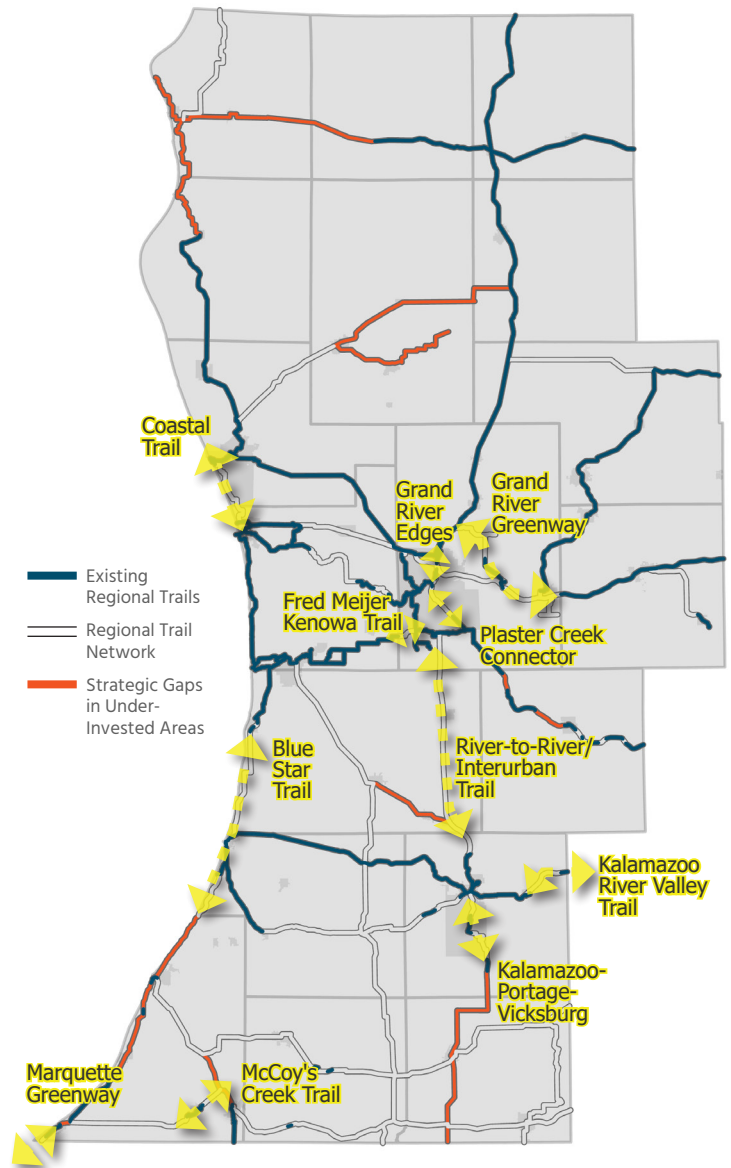 Coastal
Trail
Grand
River
Edges
Grand
River
Greenway
Existing
Regional Trails
Regional Trail
Network
Strategic Gaps
in Under-
Invested Areas
Fred Meijer
Kenowa Trail
Plaster Creek
Connector
Blue
Star
Trail
River-to-River/
Interurban
Trail
Kalamazoo
River Valley
Trail
Kalamazoo-
Portage-
Vicksburg
Marquette
Greenway
McCoy's
Creek Trail